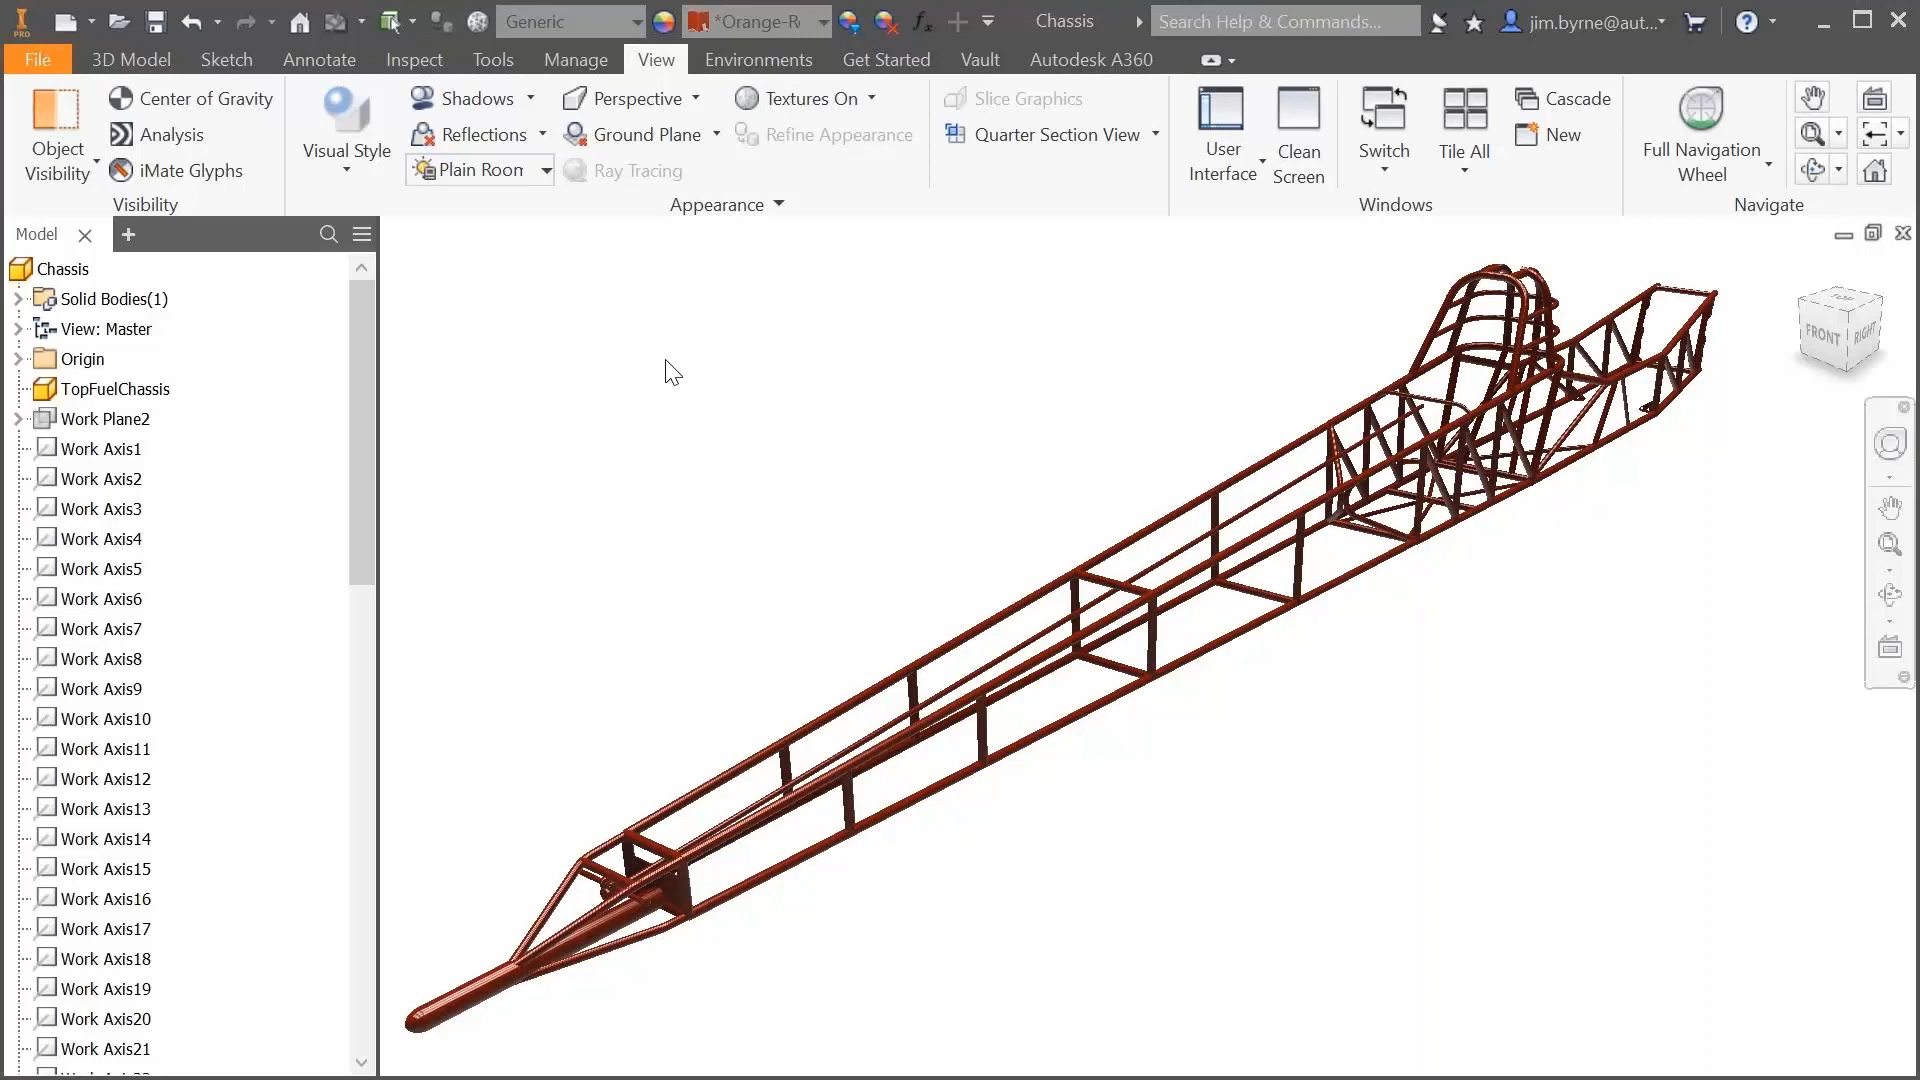 PRO
Generic
*Orange-R
fx
Chassis
Search Help & Commands...
jim.byrne@aut...
File
3D Model
Sketch
Annotate
Inspect
Tools
Manage
View
Environments
Get Started
Vault
Autodesk A360
Object Visibility
Center of Gravity
Analysis
iMate Glyphs
Visibility
Visual Style
Shadows
Reflections
Plain Room
Perspective
Ground Plane
Ray Tracing
Textures On
Refine Appearance
Appearance
Slice Graphics
Quarter Section View
User Interface
Clean Screen
Switch
Tile All
Cascade
New
Windows
Full Navigation Wheel
Navigate
Model
Chassis
Solid Bodies(1)
View: Master
Origin
TopFuelChassis
Work Plane2
Work Axis1
Work Axis2
Work Axis3
Work Axis4
Work Axis5
Work Axis6
Work Axis7
Work Axis8
Work Axis9
Work Axis10
Work Axis11
Work Axis12
Work Axis13
Work Axis14
Work Axis15
Work Axis16
Work Axis17
Work Axis18
Work Axis19
Work Axis20
Work Axis21
TOP
FRONT
RIGHT